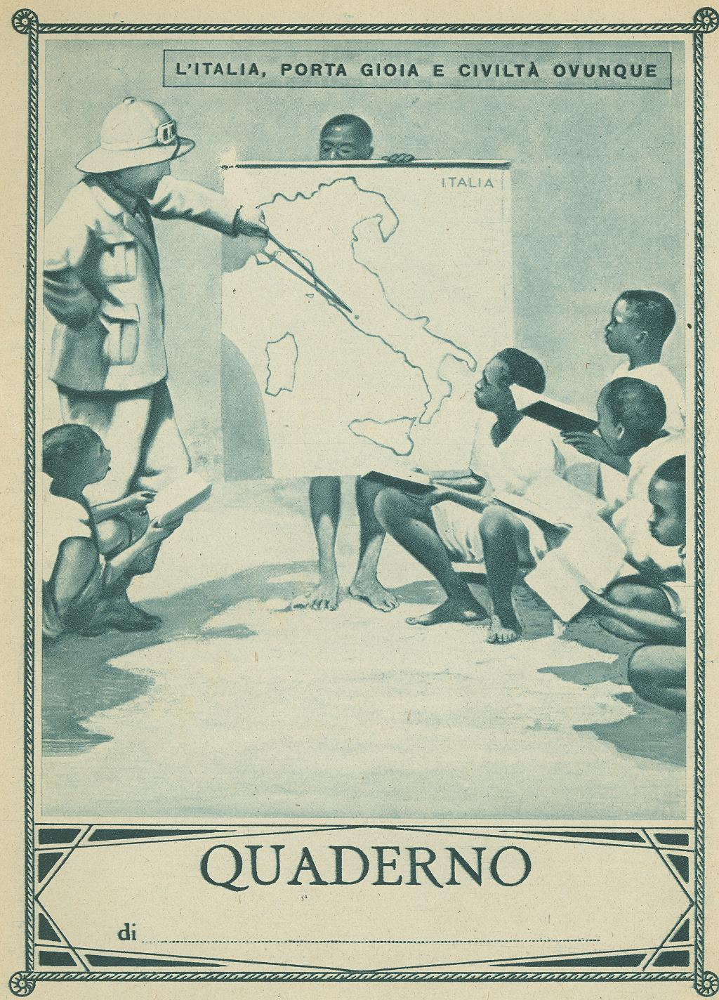 L'ITALIA, PORTA GIOIA E CIVILTÀ OVUNQUE
ITALIA
QUADERNO
di